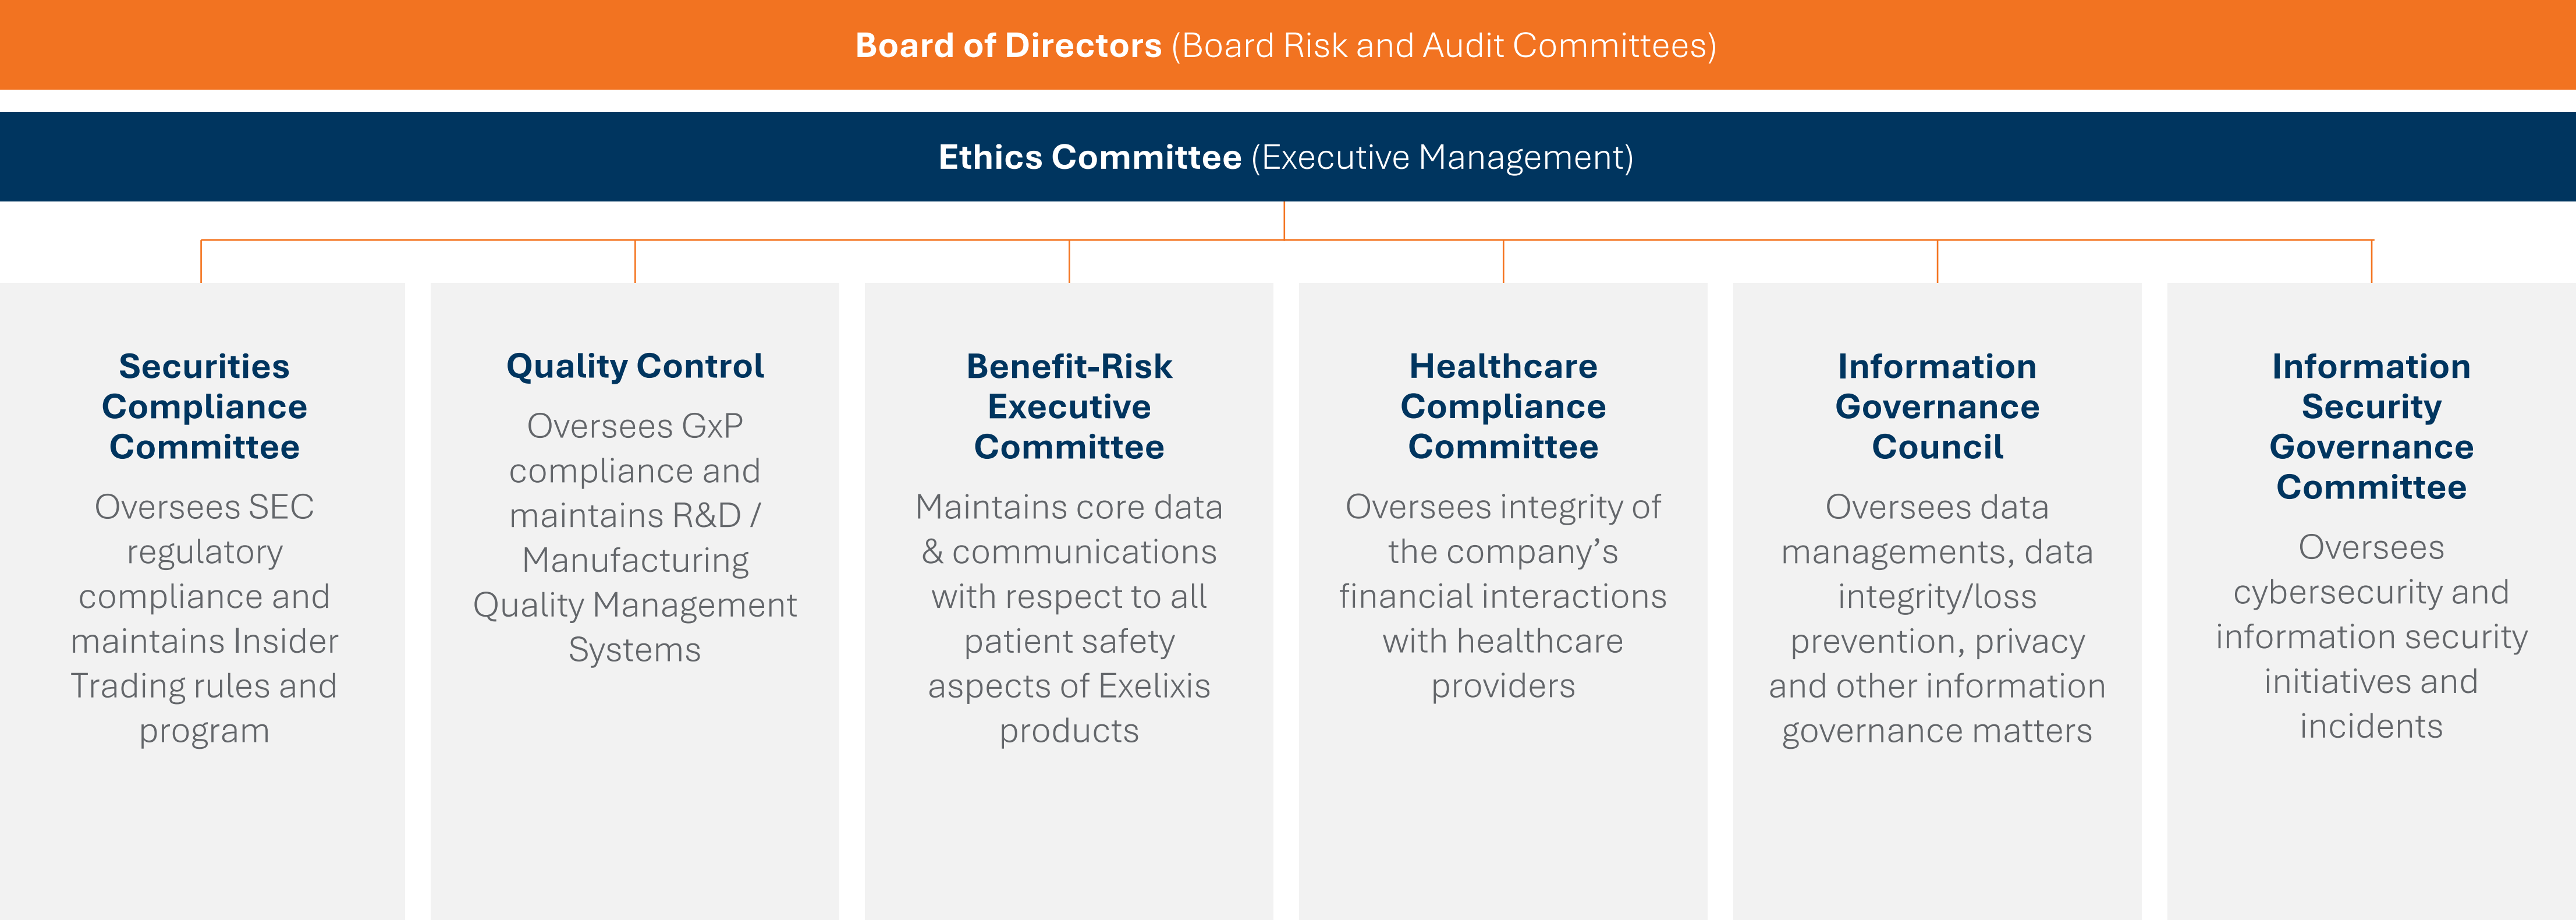 Board of Directors (Board Risk and Audit Committees)
Ethics Committee (Executive Management)
Securities
Compliance
Committee
Oversees SEC
regulatory
compliance and
maintains Insider
Trading rules and
program
Quality Control
Oversees GxP
compliance and
maintains R&D /
Manufacturing
Quality Management
Systems
Benefit-Risk
Executive
Committee
Maintains core data
& communications
with respect to all
patient safety
aspects of Exelixis
products
Healthcare
Compliance
Committee
Oversees integrity of
the company’s
financial interactions
with healthcare
providers
Information
Governance
Council
Oversees data
managements, data
integrity/loss
prevention, privacy
and other information
governance matters
Information
Security
Governance
Committee
Oversees
cybersecurity and
information security
initiatives and
incidents